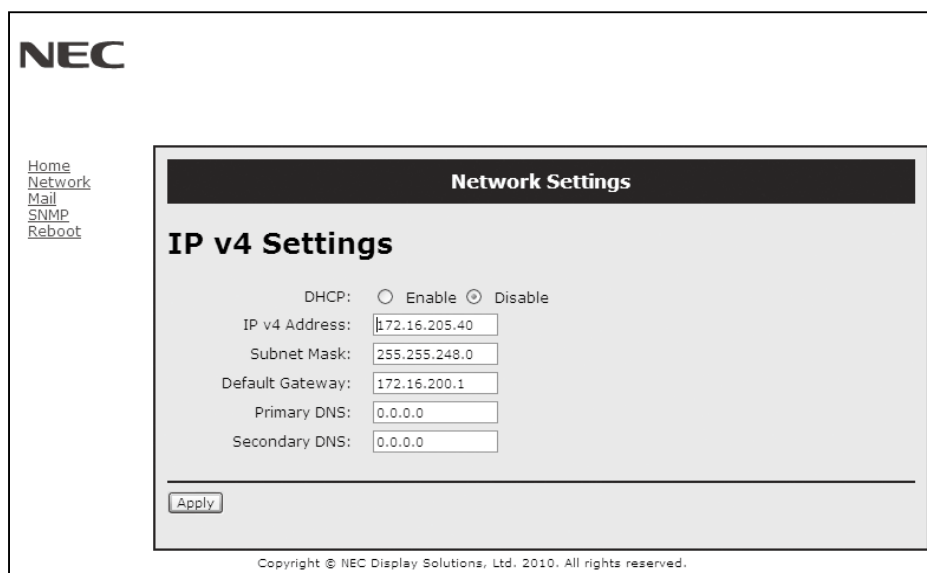 NEC
Home
Network
Mail
SNMP
Reboot
Network Settings
IP v4 Settings
DHCP: Enable Disable
IP v4 Address: 172.16.205.40
Subnet Mask: 255.255.248.0
Default Gateway: 172.16.200.1
Primary DNS: 0.0.0.0
Secondary DNS: 0.0.0.0
Apply
Copyright © NEC Display Solutions, Ltd. 2010. All rights reserved.